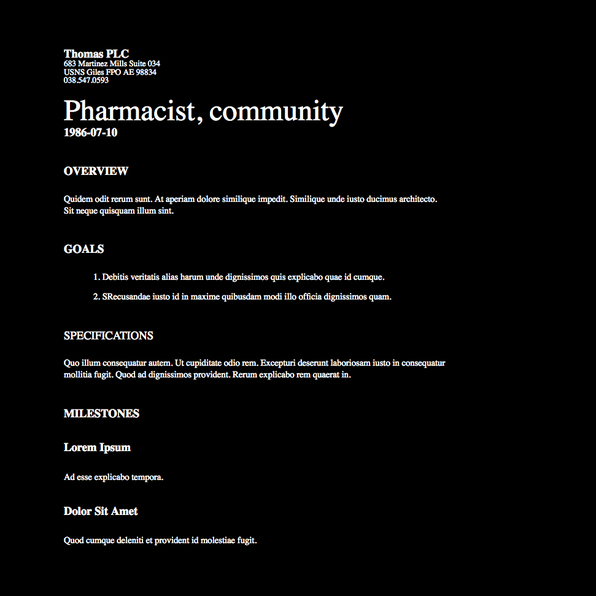 Thomas PLC
683 Martinez Mills Suite 034
USNS Giles FPO AE 98834
038.547.0593
Pharmacist, community
1986-07-10
OVERVIEW
Quidem odit rerum sunt. At aperiam dolore similique impedit. Similique unde iusto ducimus architecto.
Sit neque quisquam illum sint.
GOALS
1. Debitis veritatis alias harum unde dignissimos quis explicabo quae id cumque.
2. SRecusandae iusto id in maxime quibusdam modi illo officia dignissimos quam.
SPECIFICATIONS
Quo illum consequatur autem. Ut cupiditate odio rem. Excepturi deserunt laboriosam iusto in consequatur
mollitia fugit. Quod ad dignissimos provident. Rerum explicabo rem quaerat in.
MILESTONES
Lorem Ipsum
Ad esse explicabo tempora.
Dolor Sit Amet
Quod cumque deleniti et provident id molestiae fugit.